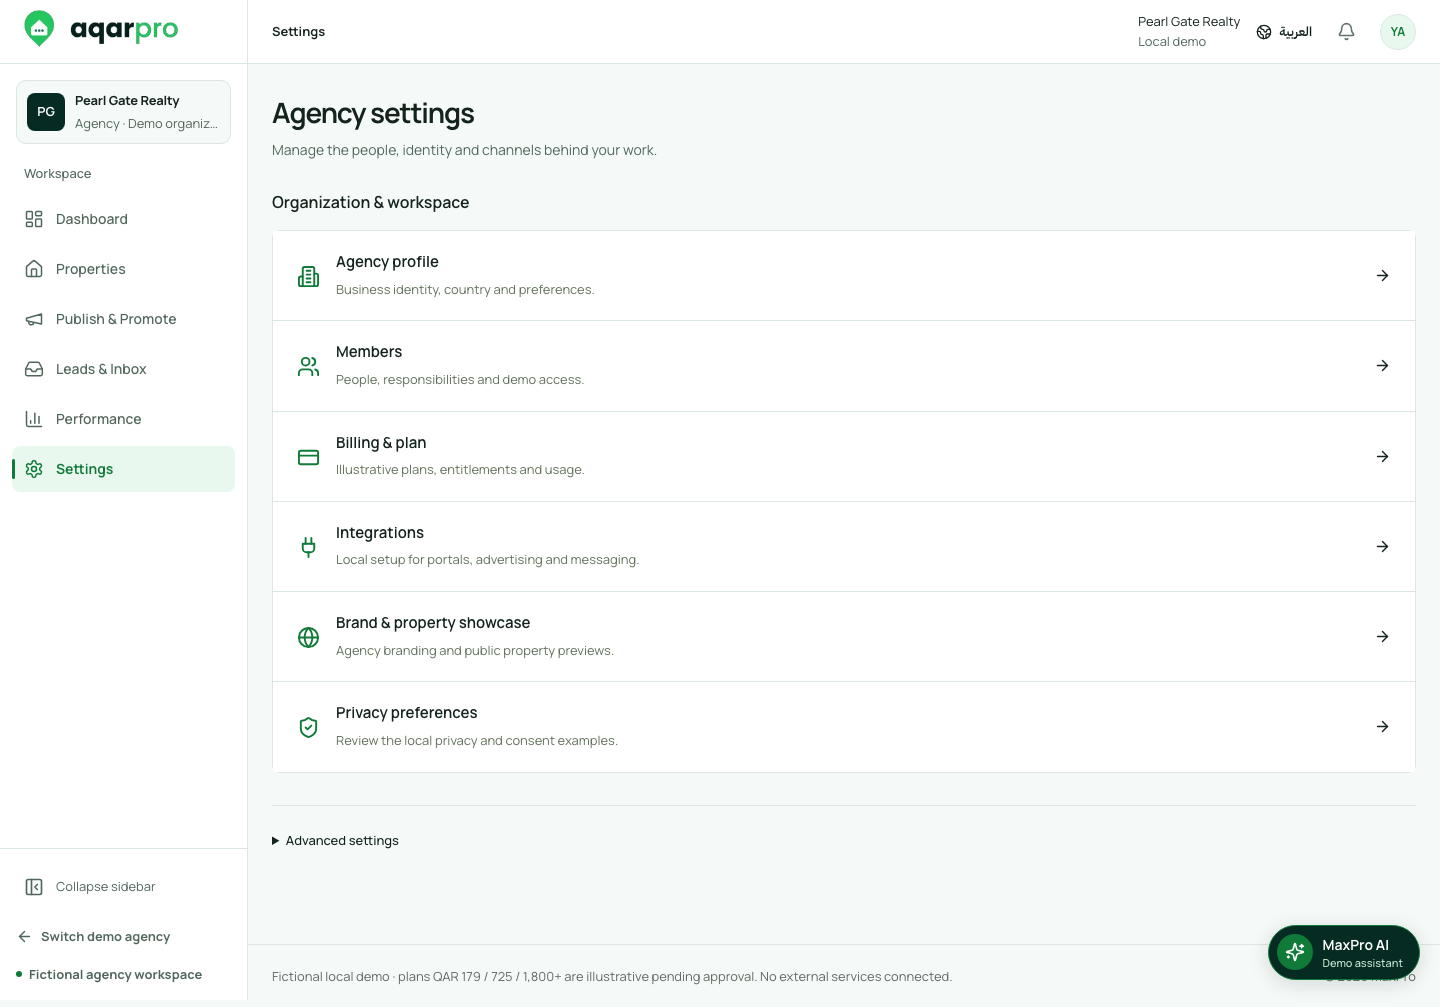 aqarpro
Settings
Pearl Gate Realty
Local demo
العربية
YA
PG
Pearl Gate Realty
Agency · Demo organiz...
Workspace
Dashboard
Properties
Publish & Promote
Leads & Inbox
Performance
Settings
Collapse sidebar
Switch demo agency
Fictional agency workspace
Agency settings
Manage the people, identity and channels behind your work.
Organization & workspace
Agency profile
Business identity, country and preferences.
Members
People, responsibilities and demo access.
Billing & plan
Illustrative plans, entitlements and usage.
Integrations
Local setup for portals, advertising and messaging.
Brand & property showcase
Agency branding and public property previews.
Privacy preferences
Review the local privacy and consent examples.
Advanced settings
Fictional local demo · plans QAR 179 / 725 / 1,800+ are illustrative pending approval. No external services connected.
MaxPro AI
Demo assistant